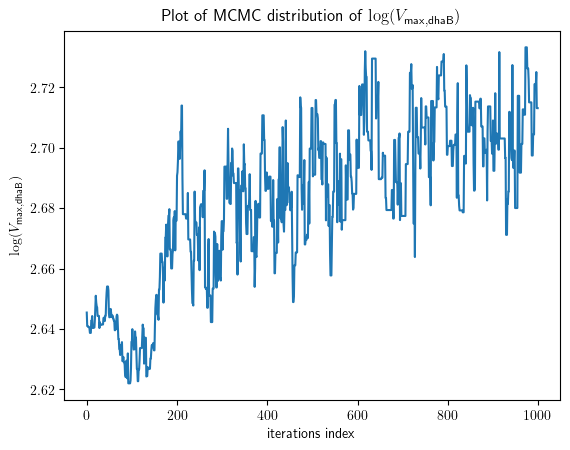 Plot of MCMC distribution of log(V_max,dhaB)
log(V_max,dhaB)
2.72
2.70
2.68
2.66
2.64
2.62
0 200 400 600 800 1000
iterations index